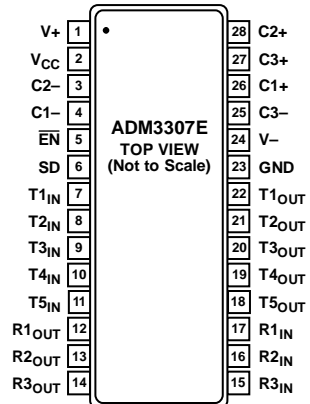 V+ 1 28 C2+
VCC 2 27 C3+
C2– 3 26 C1+
C1– 4 25 C3–
ADM3307E
E̅N̅ 5 24 V–
TOP VIEW
SD 6 (Not to Scale) 23 GND
T1IN 7 22 T1OUT
T2IN 8 21 T2OUT
T3IN 9 20 T3OUT
T4IN 10 19 T4OUT
T5IN 11 18 T5OUT
R1OUT 12 17 R1IN
R2OUT 13 16 R2IN
R3OUT 14 15 R3IN